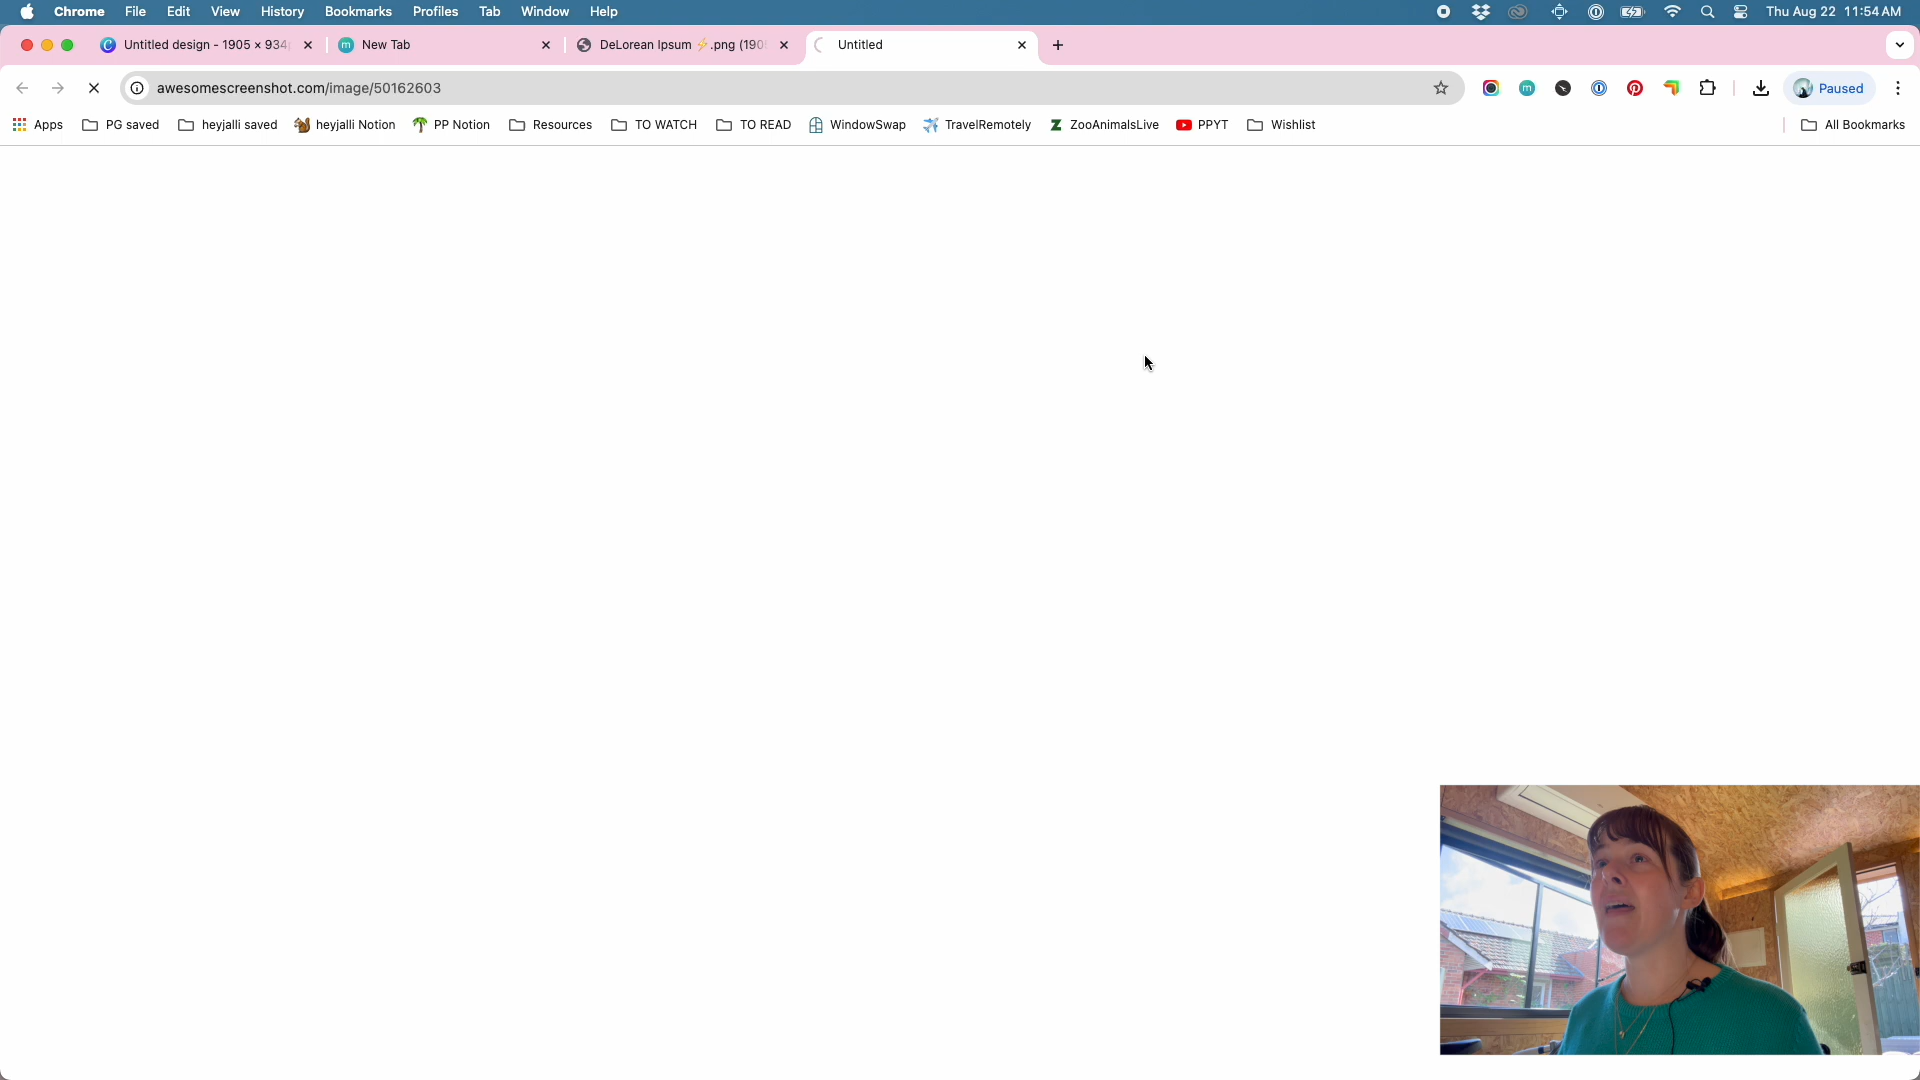 Chrome File Edit View History Bookmarks Profiles Tab Window Help Thu Aug 22 11:54 AM
Untitled design - 1905 × 934 New Tab DeLorean Ipsum ⚡.png (190 Untitled
awesomescreenshot.com/image/50162603 Paused
Apps PG saved heyjalli saved heyjalli Notion PP Notion Resources TO WATCH TO READ WindowSwap TravelRemotely ZooAnimalsLive PPYT Wishlist All Bookmarks